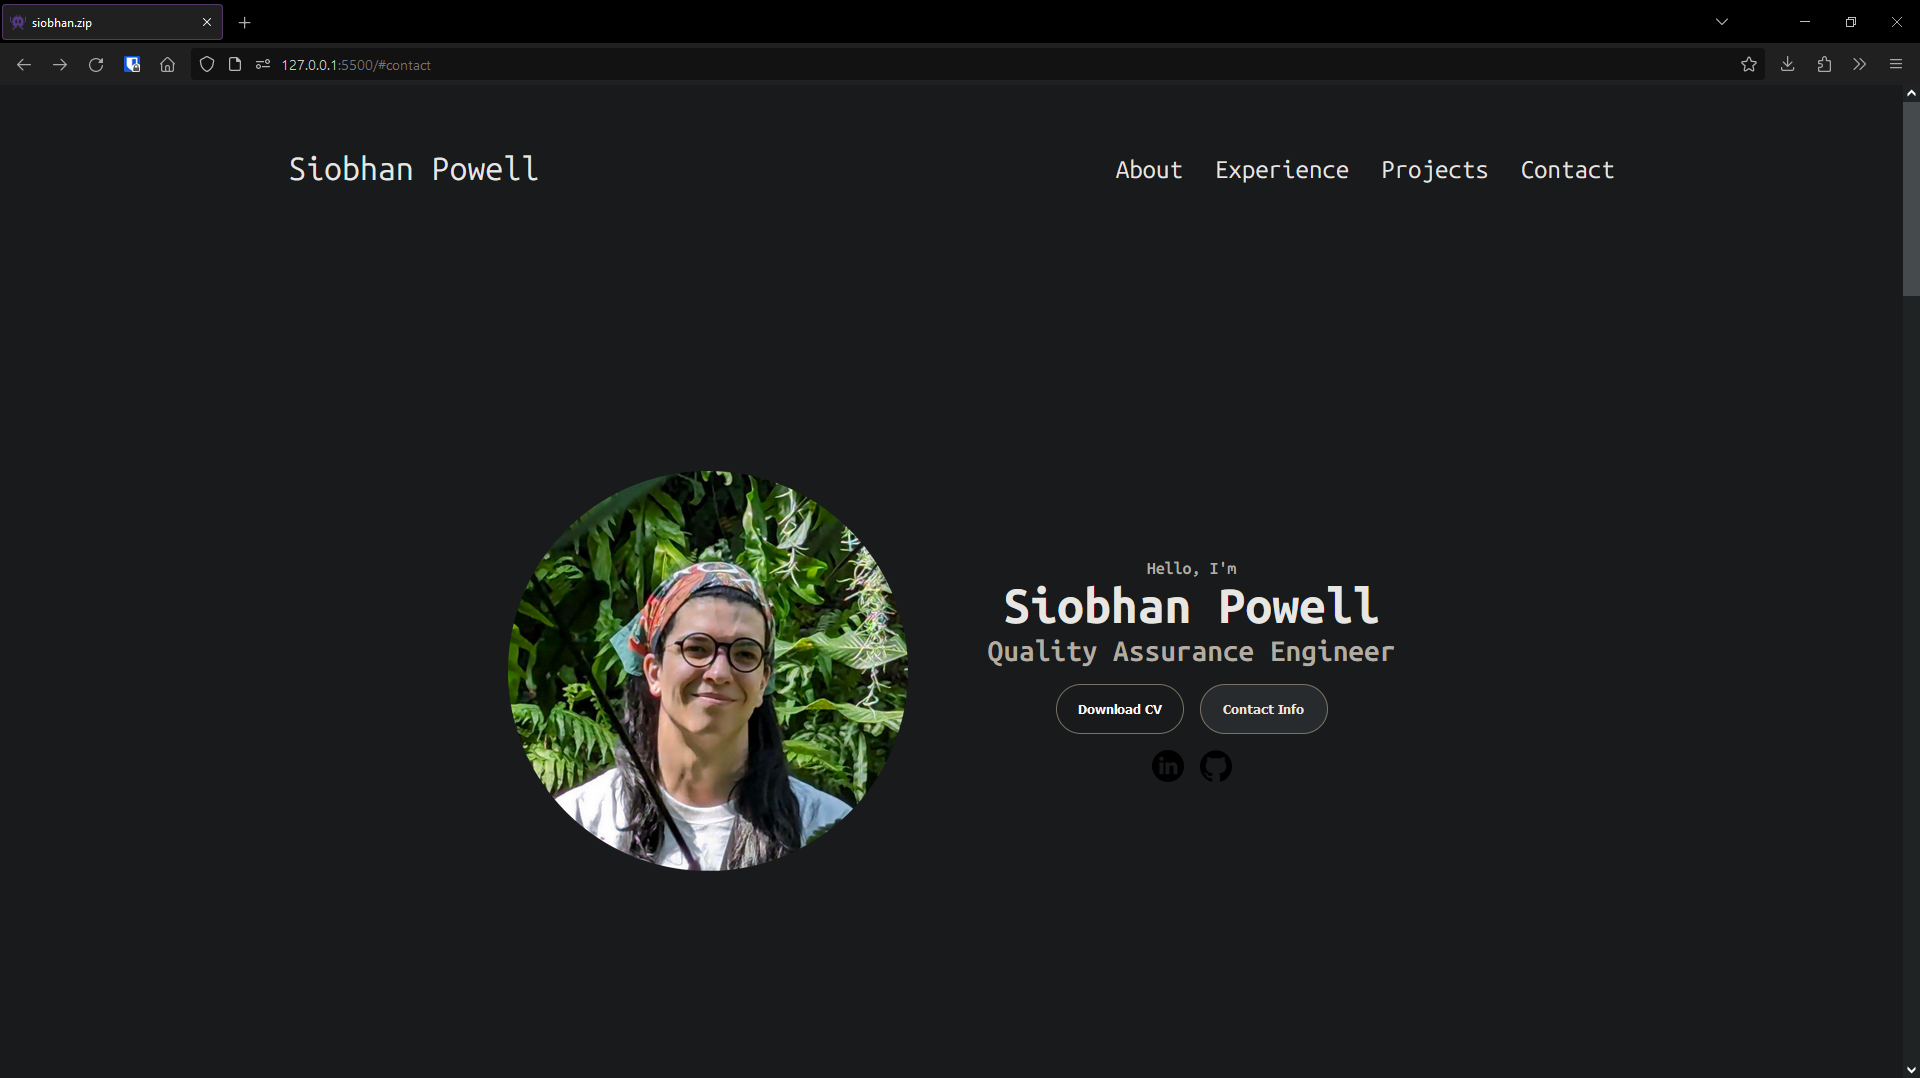 siobhan.zip
127.0.0.1:5500/#contact
Siobhan Powell
About Experience Projects Contact
Hello, I'm
Siobhan Powell
Quality Assurance Engineer
Download CV Contact Info
in